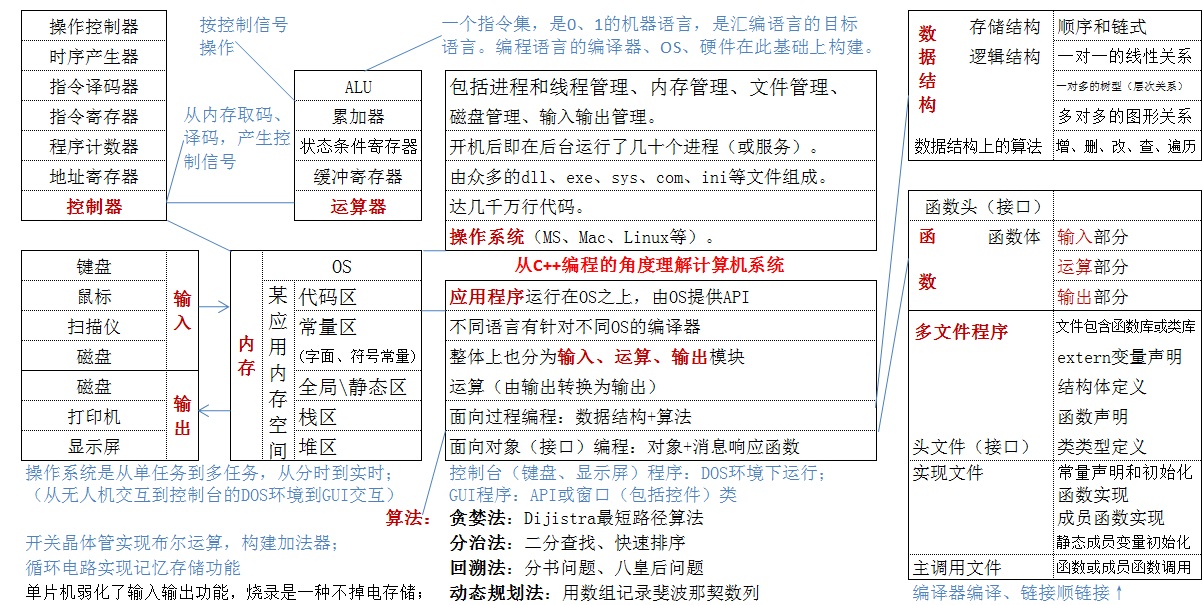 操作控制器
时序产生器
指令译码器
指令寄存器
程序计数器
地址寄存器
控制器
按控制信号
操作
从内存取码、
译码，产生控
制信号
ALU
累加器
状态条件寄存器
缓冲寄存器
运算器
一个指令集，是0、1的机器语言，是汇编语言的目标
语言。编程语言的编译器、OS、硬件在此基础上构建。
包括进程和线程管理、内存管理、文件管理、
磁盘管理、输入输出管理。
开机后即在后台运行了几十个进程（或服务）。
由众多的dll、exe、sys、com、ini等文件组成。
达几千万行代码。
操作系统（MS、Mac、Linux等）。
从C++编程的角度理解计算机系统
键盘
鼠标
扫描仪
磁盘
输入
磁盘
打印机
显示屏
输出
内存
OS
某应用内存空间
代码区
常量区
(字面、符号常量)
全局\静态区
栈区
堆区
应用程序运行在OS之上，由OS提供API
不同语言有针对不同OS的编译器
整体上也分为输入、运算、输出模块
运算（由输出转换为输出）
面向过程编程：数据结构+算法
面向对象（接口）编程：对象+消息响应函数
操作系统是从单任务到多任务，从分时到实时；
（从无人机交互到控制台的DOS环境到GUI交互）
控制台（键盘、显示屏）程序：DOS环境下运行；
GUI程序：API或窗口（包括控件）类
开关晶体管实现布尔运算，构建加法器；
循环电路实现记忆存储功能
单片机弱化了输入输出功能，烧录是一种不掉电存储；
算法：
贪婪法：Dijistra最短路径算法
分治法：二分查找、快速排序
回溯法：分书问题、八皇后问题
动态规划法：用数组记录斐波那契数列
数据结构
存储结构 顺序和链式
逻辑结构 一对一的线性关系
一对多的树型（层次关系）
多对多的图形关系
数据结构上的算法 增、删、改、查、遍历
函数头（接口）
函数
函数体 输入部分
运算部分
输出部分
多文件程序
文件包含函数库或类库
extern变量声明
结构体定义
函数声明
头文件（接口） 类类型定义
实现文件 常量声明和初始化
函数实现
成员函数实现
静态成员变量初始化
主调用文件 函数或成员函数调用
编译器编译、链接顺链接↑